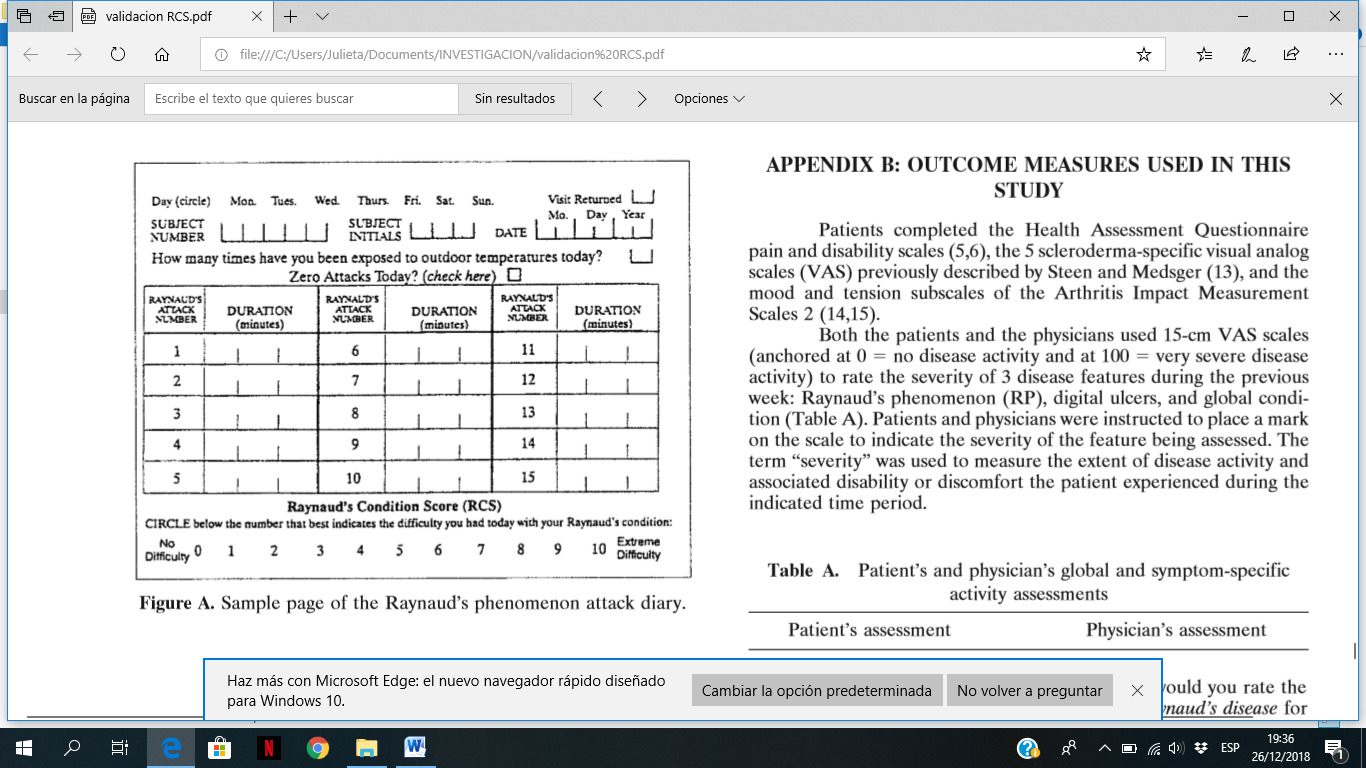 validacion RCS.pdf
file:///C:/Users/Julieta/Documents/INVESTIGACION/validacion%20RCS.pdf
Buscar en la página
Escribe el texto que quieres buscar
Sin resultados
Opciones
Day (circle) Mon. Tues. Wed. Thurs. Fri. Sat. Sun. Visit Returned
Mo. Day Year
SUBJECT NUMBER SUBJECT INITIALS DATE
How many times have you been exposed to outdoor temperatures today?
Zero Attacks Today? (check here)
RAYNAUD'S ATTACK NUMBER DURATION (minutes) RAYNAUD'S ATTACK NUMBER DURATION (minutes) RAYNAUD'S ATTACK NUMBER DURATION (minutes)
1 6 11
2 7 12
3 8 13
4 9 14
5 10 15
Raynaud's Condition Score (RCS)
CIRCLE below the number that best indicates the difficulty you had today with your Raynaud's condition:
No Difficulty 0 1 2 3 4 5 6 7 8 9 10 Extreme Difficulty
Figure A. Sample page of the Raynaud's phenomenon attack diary.
APPENDIX B: OUTCOME MEASURES USED IN THIS
STUDY
Patients completed the Health Assessment Questionnaire
pain and disability scales (5,6), the 5 scleroderma-specific visual analog
scales (VAS) previously described by Steen and Medsger (13), and the
mood and tension subscales of the Arthritis Impact Measurement
Scales 2 (14,15).
Both the patients and the physicians used 15-cm VAS scales
(anchored at 0 = no disease activity and at 100 = very severe disease
activity) to rate the severity of 3 disease features during the previous
week: Raynaud's phenomenon (RP), digital ulcers, and global condi-
tion (Table A). Patients and physicians were instructed to place a mark
on the scale to indicate the severity of the feature being assessed. The
term “severity” was used to measure the extent of disease activity and
associated disability or discomfort the patient experienced during the
indicated time period.
Table A. Patient's and physician's global and symptom-specific
activity assessments
Patient's assessment Physician's assessment
ould you rate the
naud's disease for
Haz más con Microsoft Edge: el nuevo navegador rápido diseñado
para Windows 10.
Cambiar la opción predeterminada
No volver a preguntar
ESP
19:36
26/12/2018